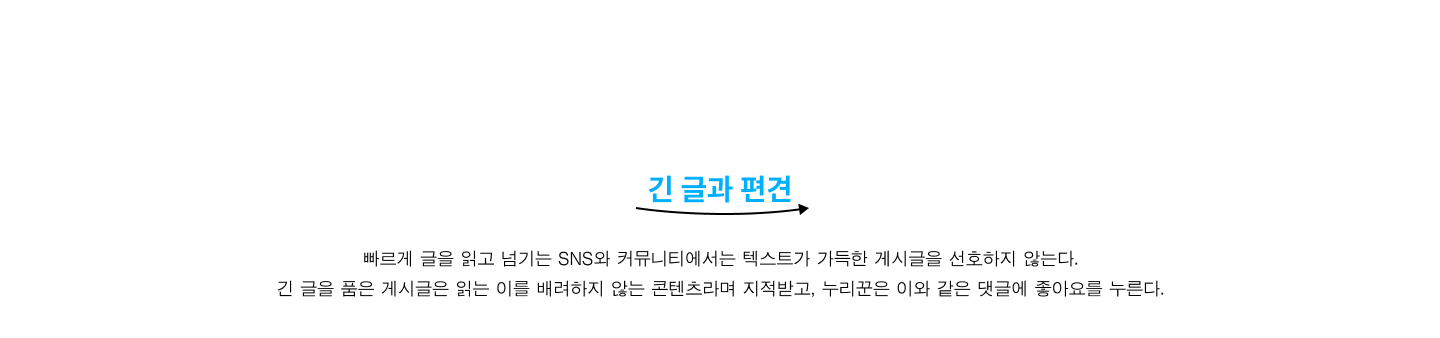 긴 글과 편견
빠르게 글을 읽고 넘기는 SNS와 커뮤니티에서는 텍스트가 가득한 게시글을 선호하지 않는다.
긴 글을 품은 게시글은 읽는 이를 배려하지 않는 콘텐츠라며 지적받고, 누리꾼은 이와 같은 댓글에 좋아요를 누른다.